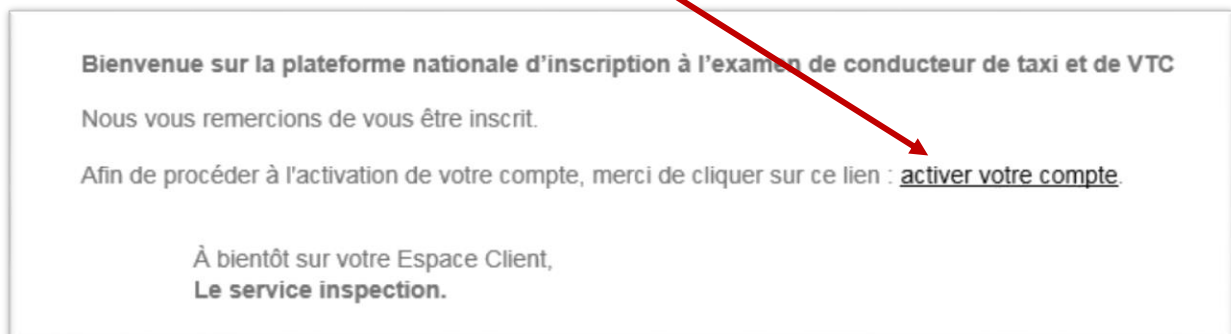 Bienvenue sur la plateforme nationale d’inscription à l’examen de conducteur de taxi et de VTC
Nous vous remercions de vous être inscrit.
Afin de procéder à l'activation de votre compte, merci de cliquer sur ce lien : activer votre compte.
À bientôt sur votre Espace Client,
Le service inspection.